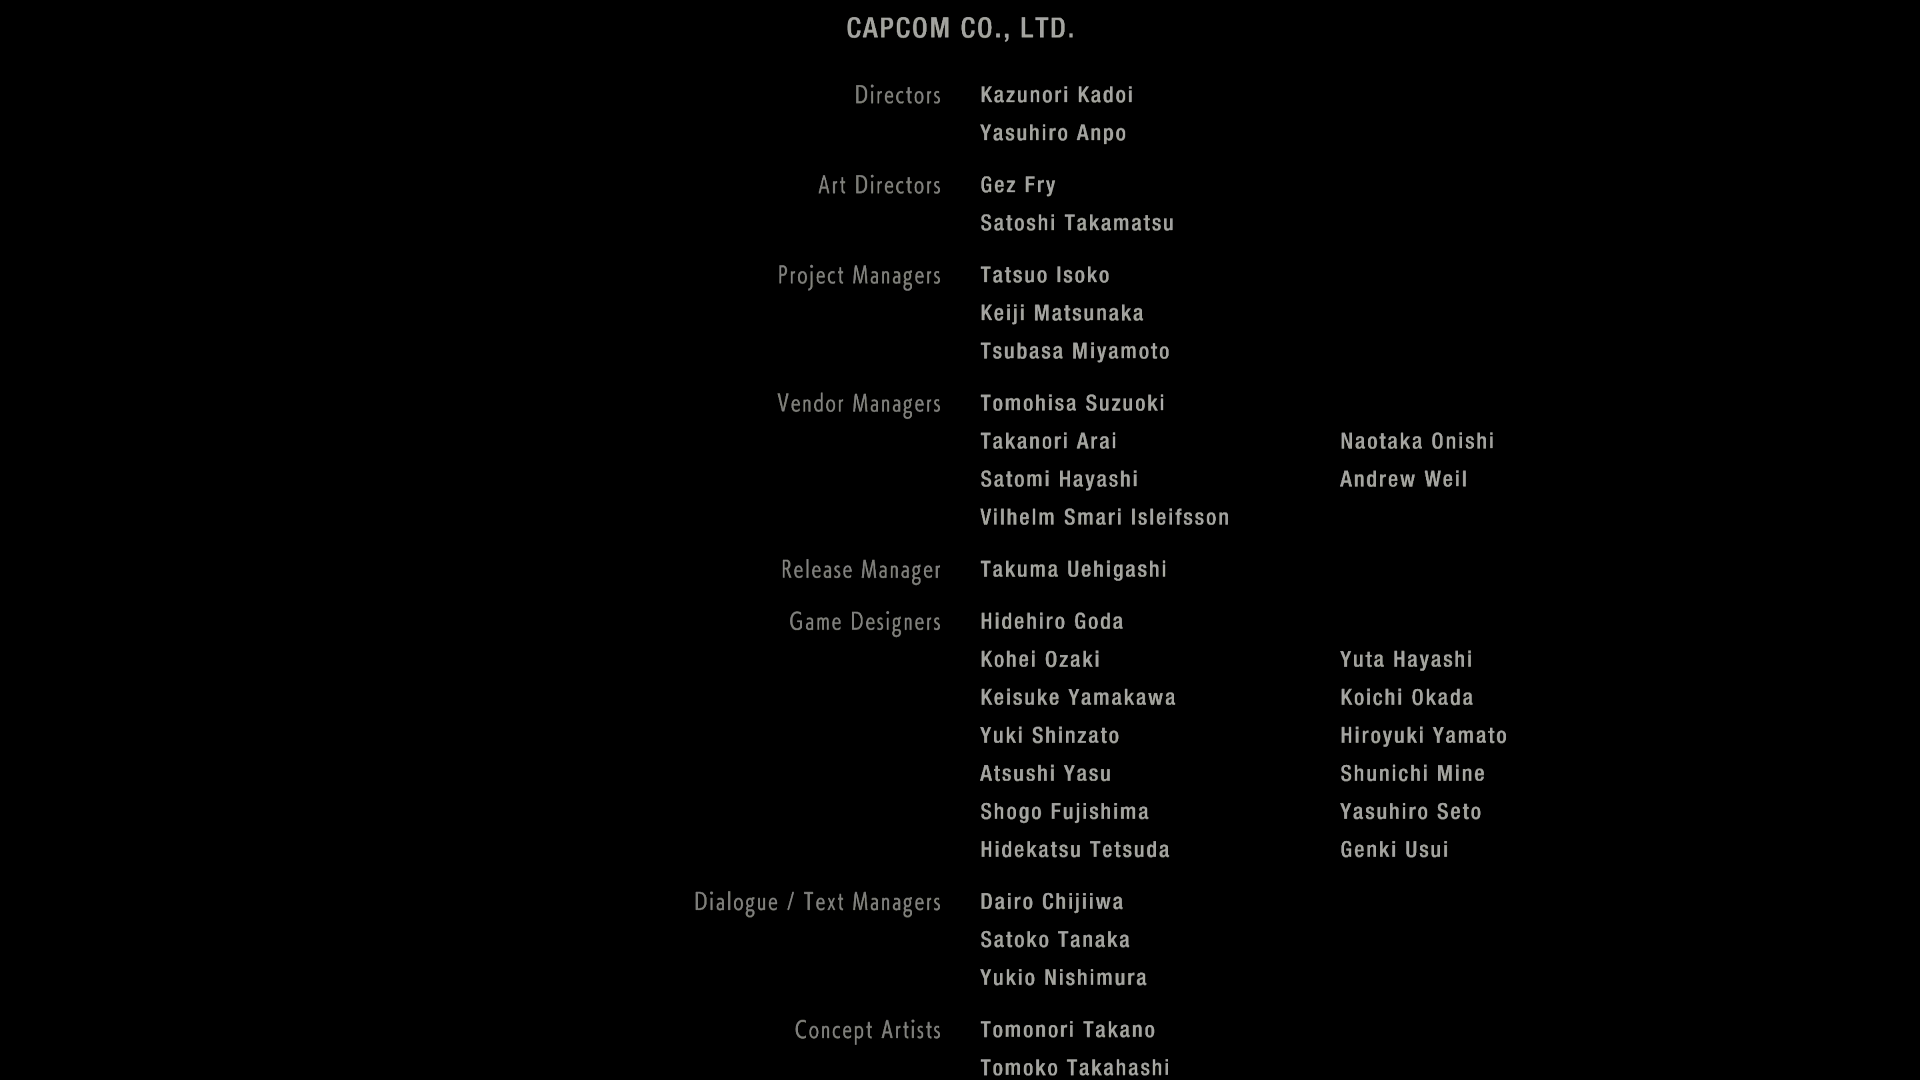 CAPCOM CO., LTD.
Directors Kazunori Kadoi
Yasuhiro Anpo
Art Directors Gez Fry
Satoshi Takamatsu
Project Managers Tatsuo Isoko
Keiji Matsunaka
Tsubasa Miyamoto
Vendor Managers Tomohisa Suzuoki
Takanori Arai Naotaka Onishi
Satomi Hayashi Andrew Weil
Vilhelm Smari Isleifsson
Release Manager Takuma Uehigashi
Game Designers Hidehiro Goda
Kohei Ozaki Yuta Hayashi
Keisuke Yamakawa Koichi Okada
Yuki Shinzato Hiroyuki Yamato
Atsushi Yasu Shunichi Mine
Shogo Fujishima Yasuhiro Seto
Hidekatsu Tetsuda Genki Usui
Dialogue / Text Managers Dairo Chijiiwa
Satoko Tanaka
Yukio Nishimura
Concept Artists Tomonori Takano
Tomoko Takahashi